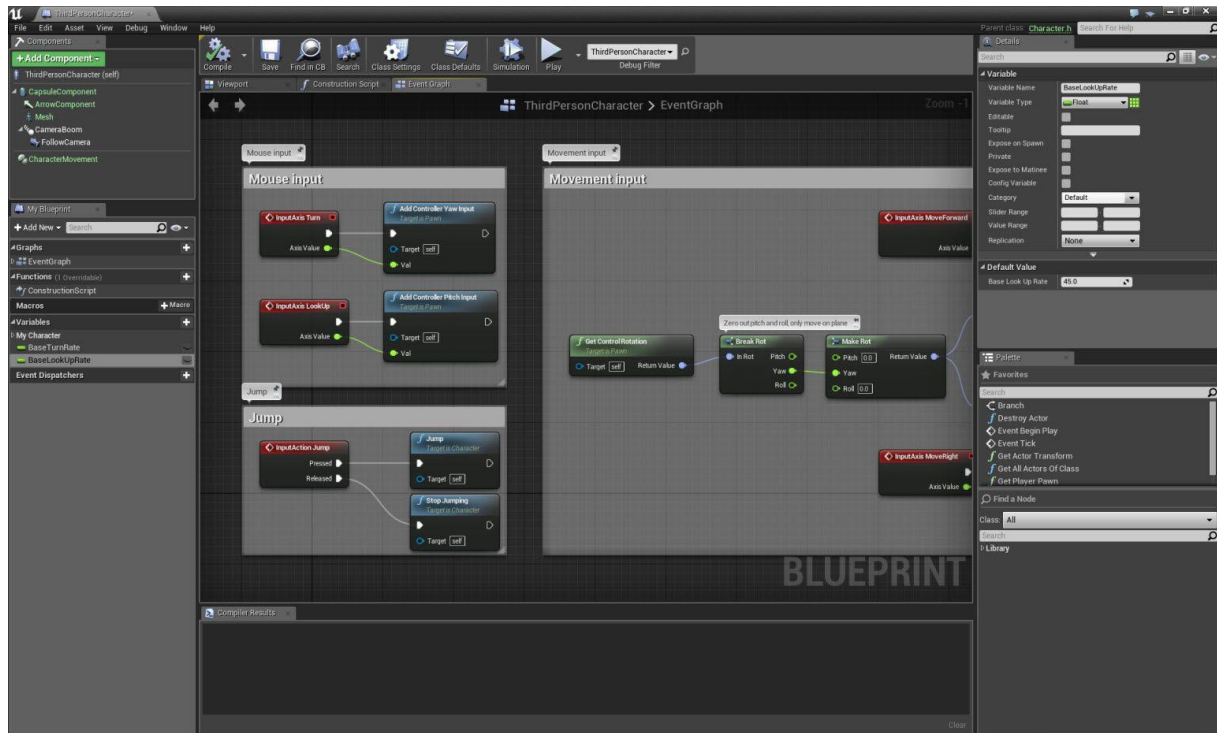 ThirdPersonCharacter
File Edit Asset View Debug Window Help
Parent class: Character.h Search For Help
Components
+Add Component
ThirdPersonCharacter (self)
CapsuleComponent
ArrowComponent
Mesh
CameraBoom
FollowCamera
CharacterMovement
My Blueprint
+Add New Search
Graphs
EventGraph
Functions (1 Overridable)
ConstructionScript
Macros +Macro
Variables
My Character
BaseTurnRate
BaseLookUpRate
Event Dispatchers
Compile Save Find in CB Search Class Settings Class Defaults Simulation Play
ThirdPersonCharacter
Debug Filter
Viewport Construction Script Event Graph
ThirdPersonCharacter > EventGraph
Zoom -1
Mouse input
Mouse input
InputAxis Turn
Axis Value
Add Controller Yaw Input
Target is Pawn
Target self
Val
InputAxis LookUp
Axis Value
Add Controller Pitch Input
Target is Pawn
Target self
Val
Jump
Jump
InputAction Jump
Pressed
Released
Jump
Target is Character
Target self
Stop Jumping
Target is Character
Target self
Movement input
Movement input
InputAxis MoveForward
Axis Value
Zero out pitch and roll, only move on plane
Get ControlRotation
Target is Pawn
Target self Return Value
Break Rot
In Rot Pitch
Yaw
Roll
Make Rot
Pitch 0.0 Return Value
Yaw
Roll 0.0
InputAxis MoveRight
Axis Value
BLUEPRINT
Compiler Results
Clear
Details
Search
Variable
Variable Name BaseLookUpRate
Variable Type Float
Editable
Tooltip
Expose on Spawn
Private
Expose to Matinee
Config Variable
Category Default
Slider Range
Value Range
Replication None
Default Value
Base Look Up Rate 45.0
Palette
Favorites
Search
Branch
Destroy Actor
Event Begin Play
Event Tick
Get Actor Transform
Get All Actors Of Class
Get Player Pawn
Find a Node
Class: All
Search
Library